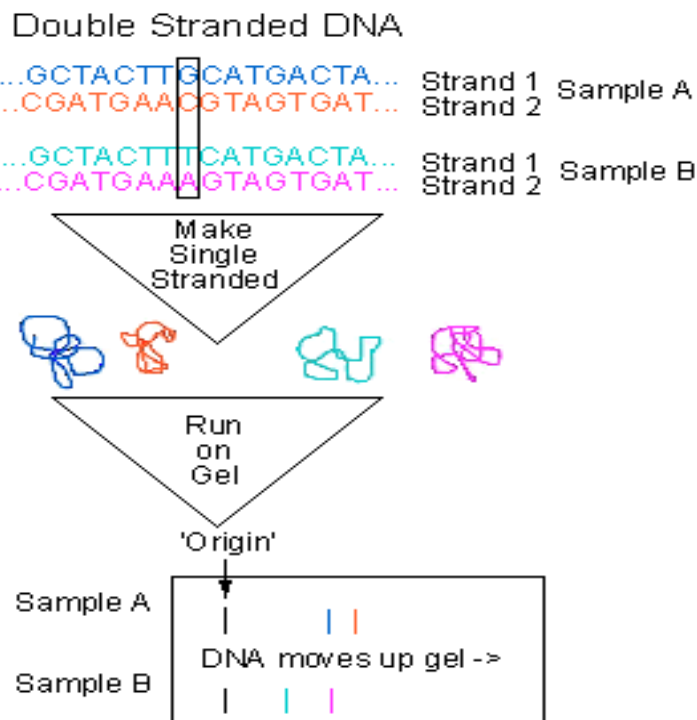 Double Stranded DNA
...GCTACTTGCATGACTA... Strand 1 Sample A
...CGATGAACGTAGTGAT... Strand 2
...GCTACTTTCATGACTA... Strand 1 Sample B
...CGATGAAAGTAGTGAT... Strand 2
Make
Single
Stranded
Run
on
Gel
'Origin'
Sample A
DNA moves up gel ->
Sample B